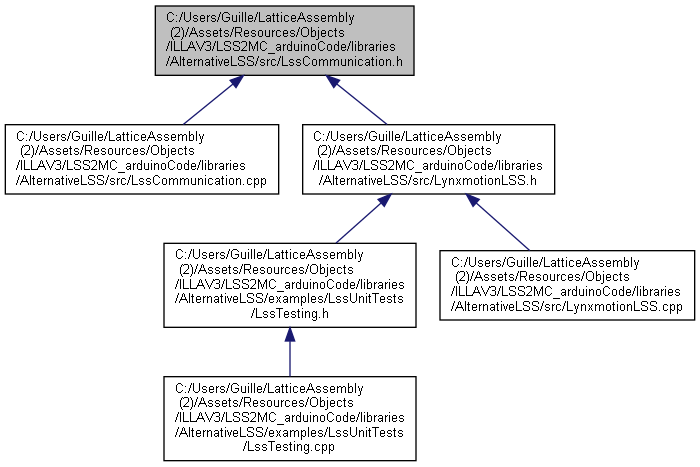 C:/Users/Guille/LatticeAssembly
(2)/Assets/Resources/Objects
/ILLAV3/LSS2MC_arduinoCode/libraries
/AlternativeLSS/src/LssCommunication.h
C:/Users/Guille/LatticeAssembly
(2)/Assets/Resources/Objects
/ILLAV3/LSS2MC_arduinoCode/libraries
/AlternativeLSS/src/LssCommunication.cpp
C:/Users/Guille/LatticeAssembly
(2)/Assets/Resources/Objects
/ILLAV3/LSS2MC_arduinoCode/libraries
/AlternativeLSS/src/LynxmotionLSS.h
C:/Users/Guille/LatticeAssembly
(2)/Assets/Resources/Objects
/ILLAV3/LSS2MC_arduinoCode/libraries
/AlternativeLSS/examples/LssUnitTests
/LssTesting.h
C:/Users/Guille/LatticeAssembly
(2)/Assets/Resources/Objects
/ILLAV3/LSS2MC_arduinoCode/libraries
/AlternativeLSS/src/LynxmotionLSS.cpp
C:/Users/Guille/LatticeAssembly
(2)/Assets/Resources/Objects
/ILLAV3/LSS2MC_arduinoCode/libraries
/AlternativeLSS/examples/LssUnitTests
/LssTesting.cpp